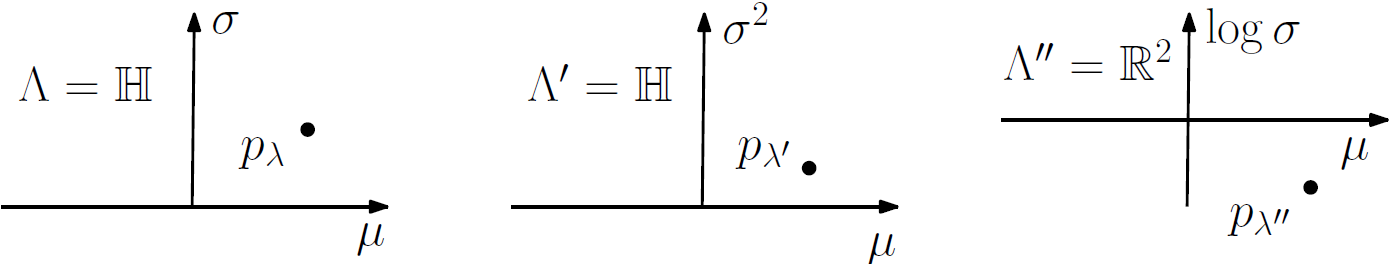 σ
Λ = ℍ
p_λ
μ
σ²
Λ′ = ℍ
p_λ′
μ
log σ
Λ″ = ℝ²
μ
p_λ″